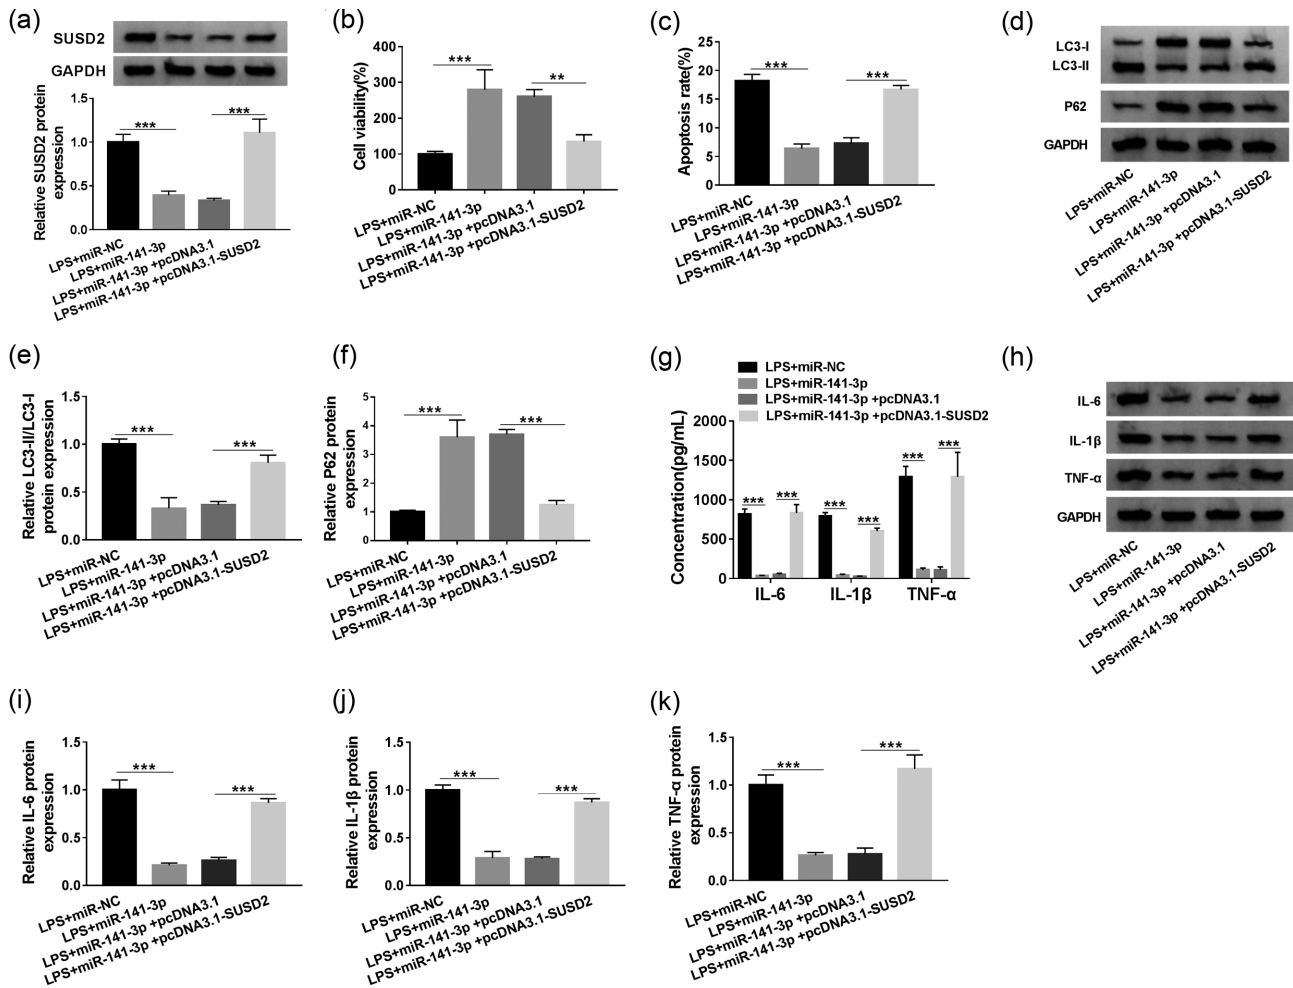 (a)
SUSD2
GAPDH
Relative SUSD2 protein
expression
1.5
1.0
0.5
0.0
***
***
LPS+miR-NC
LPS+miR-141-3p
LPS+miR-141-3p +pcDNA3.1
LPS+miR-141-3p +pcDNA3.1-SUSD2
(b)
Cell viability(%)
400
300
200
100
0
***
**
LPS+miR-NC
LPS+miR-141-3p
LPS+miR-141-3p +pcDNA3.1
LPS+miR-141-3p +pcDNA3.1-SUSD2
(c)
Apoptosis rate(%)
25
20
15
10
5
0
***
***
LPS+miR-NC
LPS+miR-141-3p
LPS+miR-141-3p +pcDNA3.1
LPS+miR-141-3p +pcDNA3.1-SUSD2
(d)
LC3-I
LC3-II
P62
GAPDH
LPS+miR-NC
LPS+miR-141-3p
LPS+miR-141-3p +pcDNA3.1
LPS+miR-141-3p +pcDNA3.1-SUSD2
(e)
Relative LC3-II/LC3-I
protein expression
1.5
1.0
0.5
0.0
***
***
LPS+miR-NC
LPS+miR-141-3p
LPS+miR-141-3p +pcDNA3.1
LPS+miR-141-3p +pcDNA3.1-SUSD2
(f)
Relative P62 protein
expression
5
4
3
2
1
0
***
***
LPS+miR-NC
LPS+miR-141-3p
LPS+miR-141-3p +pcDNA3.1
LPS+miR-141-3p +pcDNA3.1-SUSD2
(g)
LPS+miR-NC
LPS+miR-141-3p
LPS+miR-141-3p +pcDNA3.1
LPS+miR-141-3p +pcDNA3.1-SUSD2
Concentration(pg/mL)
2000
1500
1000
500
0
***
***
***
***
***
***
IL-6
IL-1β
TNF-α
(h)
IL-6
IL-1β
TNF-α
GAPDH
LPS+miR-NC
LPS+miR-141-3p
LPS+miR-141-3p +pcDNA3.1
LPS+miR-141-3p +pcDNA3.1-SUSD2
(i)
Relative IL-6 protein
expression
1.5
1.0
0.5
0.0
***
***
LPS+miR-NC
LPS+miR-141-3p
LPS+miR-141-3p +pcDNA3.1
LPS+miR-141-3p +pcDNA3.1-SUSD2
(j)
Relative IL-1β protein
expression
1.5
1.0
0.5
0.0
***
***
LPS+miR-NC
LPS+miR-141-3p
LPS+miR-141-3p +pcDNA3.1
LPS+miR-141-3p +pcDNA3.1-SUSD2
(k)
Relative TNF-α protein
expression
1.5
1.0
0.5
0.0
***
***
LPS+miR-NC
LPS+miR-141-3p
LPS+miR-141-3p +pcDNA3.1
LPS+miR-141-3p +pcDNA3.1-SUSD2